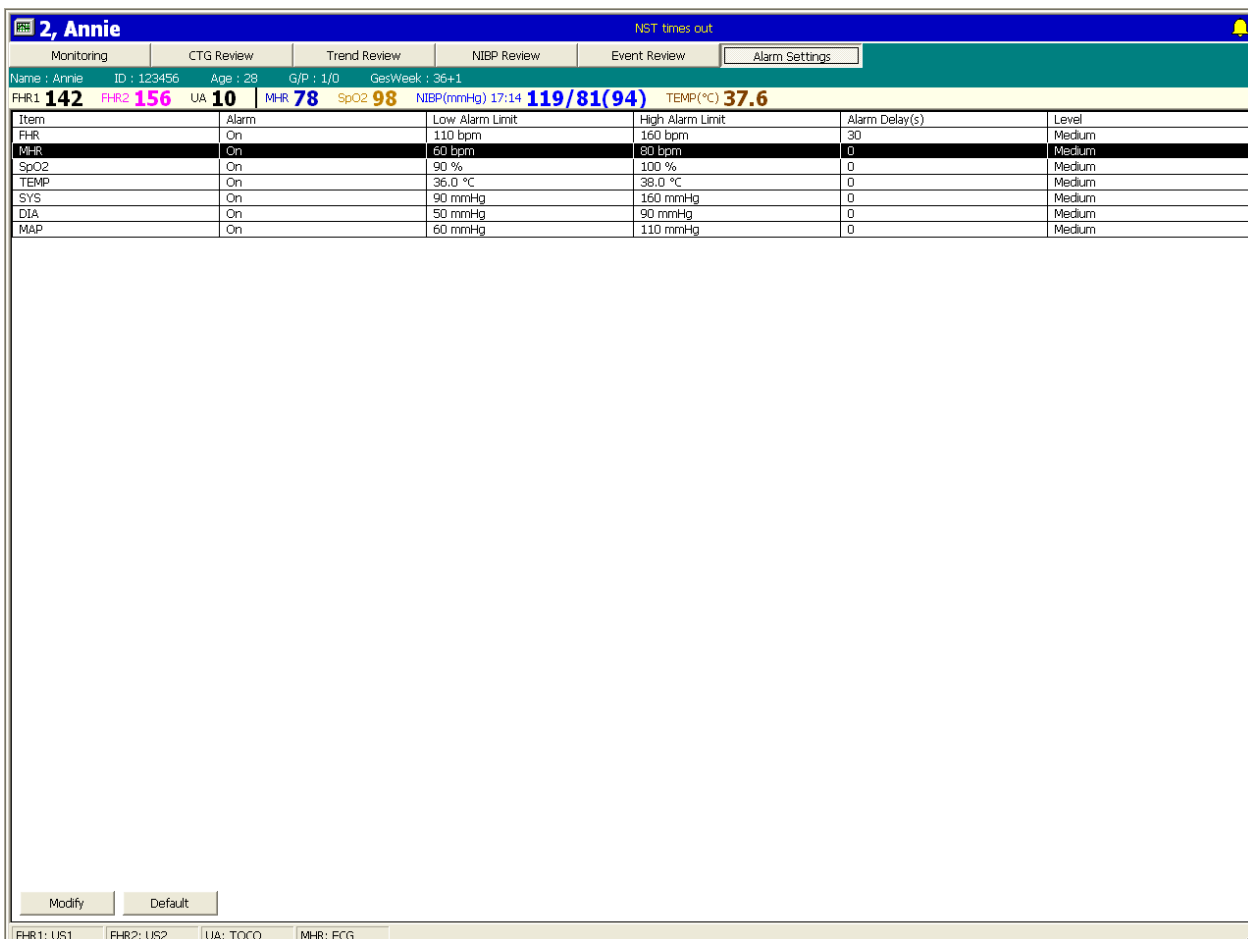 2, Annie NST times out
Monitoring CTG Review Trend Review NIBP Review Event Review Alarm Settings
Name : Annie ID : 123456 Age : 28 G/P : 1/0 GesWeek : 36+1
FHR1 142 FHR2 156 UA 10 MHR 78 SpO2 98 NIBP(mmHg) 17:14 119/81(94) TEMP(°C) 37.6
Item Alarm Low Alarm Limit High Alarm Limit Alarm Delay(s) Level
FHR On 110 bpm 160 bpm 30 Medium
MHR On 60 bpm 80 bpm 0 Medium
SpO2 On 90 % 100 % 0 Medium
TEMP On 36.0 °C 38.0 °C 0 Medium
SYS On 90 mmHg 160 mmHg 0 Medium
DIA On 50 mmHg 90 mmHg 0 Medium
MAP On 60 mmHg 110 mmHg 0 Medium
Modify Default
FHR1: US1 FHR2: US2 UA: TOCO MHR: ECG